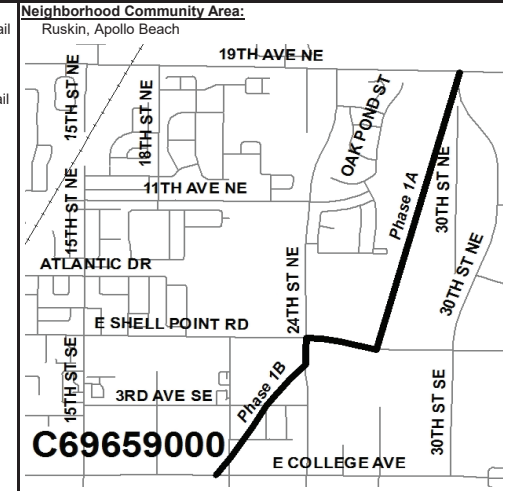 Neighborhood Community Area:
ail
Ruskin, Apollo Beach
ail
19TH AVE NE
15TH ST NE
18TH ST NE
OAK POND ST
11TH AVE NE
15TH ST NE
Phase 1A
30TH ST NE
30TH ST NE
ATLANTIC DR
24TH ST NE
E SHELL POINT RD
15TH ST SE
3RD AVE SE
Phase 1B
30TH ST SE
C69659000
E COLLEGE AVE